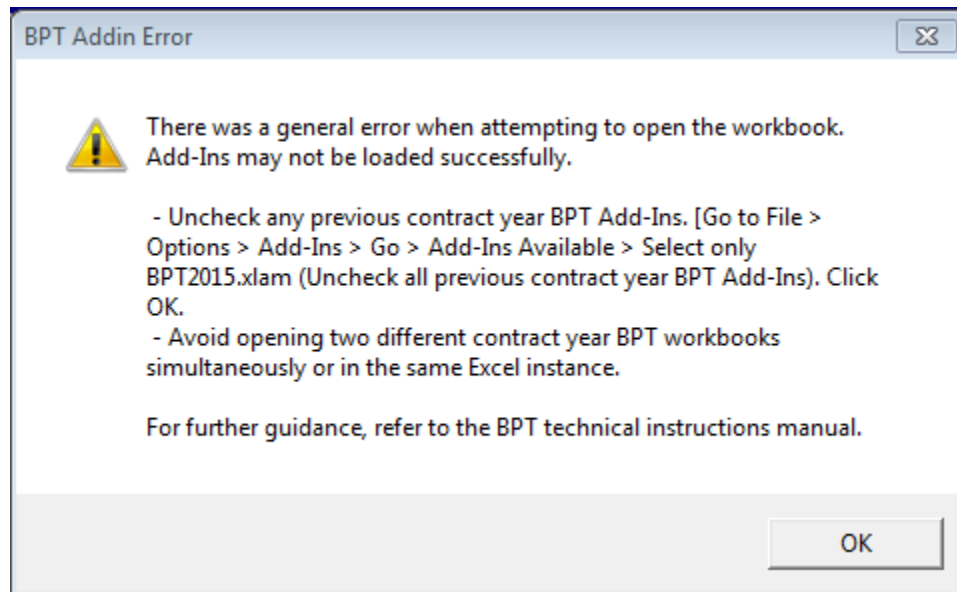 BPT Addin Error
There was a general error when attempting to open the workbook.
Add-Ins may not be loaded successfully.
- Uncheck any previous contract year BPT Add-Ins. [Go to File >
Options > Add-Ins > Go > Add-Ins Available > Select only
BPT2015.xlam (Uncheck all previous contract year BPT Add-Ins). Click
OK.
- Avoid opening two different contract year BPT workbooks
simultaneously or in the same Excel instance.
For further guidance, refer to the BPT technical instructions manual.
OK